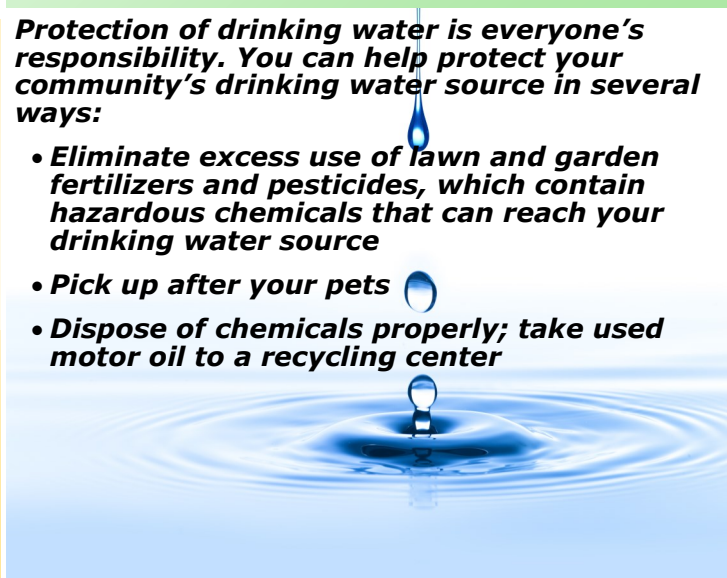 Protection of drinking water is everyone’s
responsibility. You can help protect your
community’s drinking water source in several
ways:
• Eliminate excess use of lawn and garden
fertilizers and pesticides, which contain
hazardous chemicals that can reach your
drinking water source
• Pick up after your pets
• Dispose of chemicals properly; take used
motor oil to a recycling center